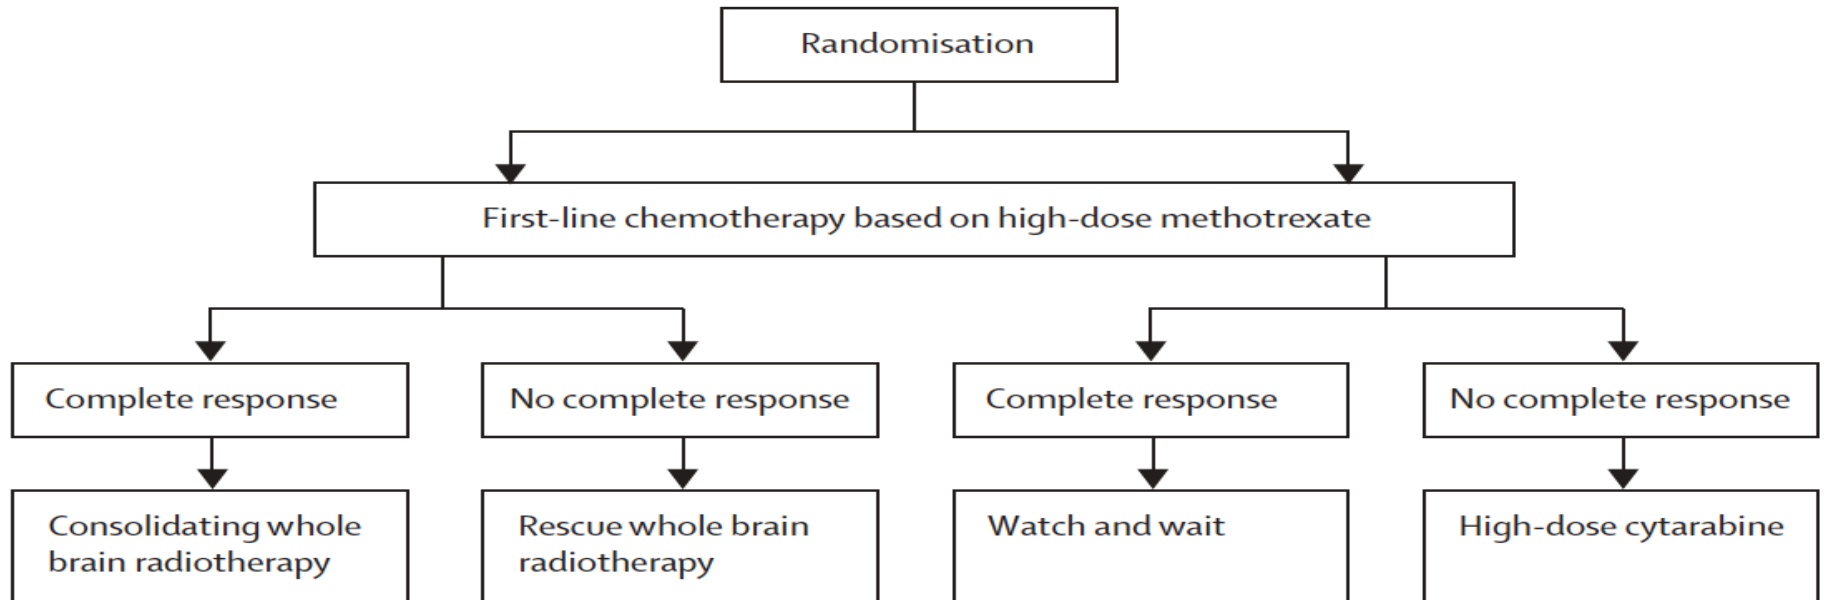 Randomisation
First-line chemotherapy based on high-dose methotrexate
Complete response
No complete response
Complete response
No complete response
Consolidating whole
brain radiotherapy
Rescue whole brain
radiotherapy
Watch and wait
High-dose cytarabine